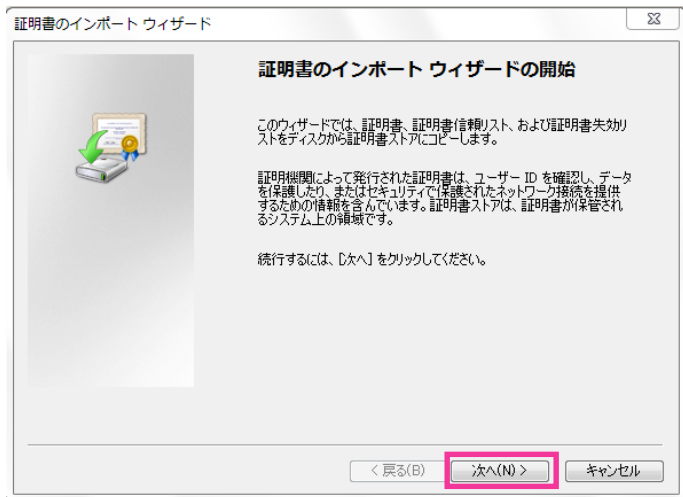 証明書のインポート ウィザード
証明書のインポート ウィザードの開始
このウィザードでは、証明書、証明書信頼リスト、および証明書失効リ
ストをディスクから証明書ストアにコピーします。
証明機関によって発行された証明書は、ユーザー ID を確認し、データ
を保護したり、またはセキュリティで保護されたネットワーク接続を提供
するための情報を含んでいます。証明書ストアは、証明書が保管され
るシステム上の領域です。
続行するには、[次へ] をクリックしてください。
< 戻る(B) 次へ(N) > キャンセル